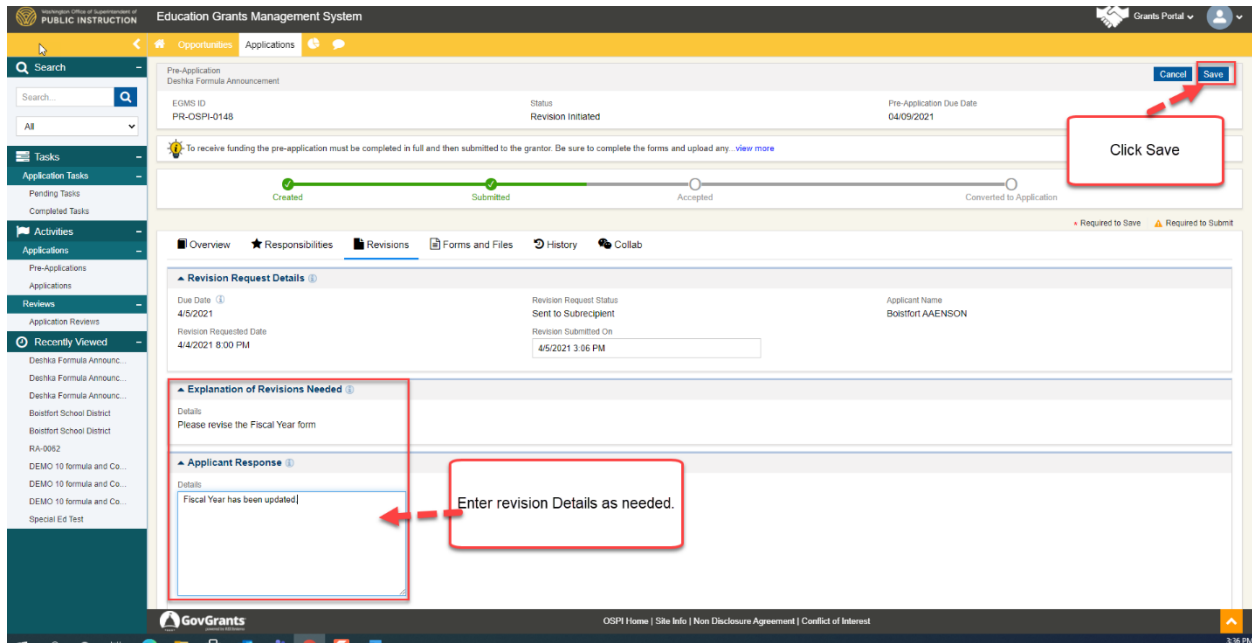 Washington Office of Superintendent of
PUBLIC INSTRUCTION
Education Grants Management System
Grants Portal
Opportunities
Applications
Search
Search...
All
Tasks
Application Tasks
Pending Tasks
Completed Tasks
Activities
Applications
Pre-Applications
Applications
Reviews
Application Reviews
Recently Viewed
Deshka Formula Announc...
Deshka Formula Announc...
Deshka Formula Announc...
Boistfort School District
Boistfort School District
RA-0062
DEMO 10 formula and Co...
DEMO 10 formula and Co...
DEMO 10 formula and Co...
Special Ed Test
Pre-Application
Deshka Formula Announcement
Cancel
Save
EGMS ID
PR-OSPI-0148
Status
Revision Initiated
Pre-Application Due Date
04/09/2021
Click Save
To receive funding the pre-application must be completed in full and then submitted to the grantor. Be sure to complete the forms and upload any...view more
Created
Submitted
Accepted
Converted to Application
Required to Save
Required to Submit
Overview
Responsibilities
Revisions
Forms and Files
History
Collab
Revision Request Details
Due Date
4/5/2021
Revision Request Status
Sent to Subrecipient
Applicant Name
Boistfort AAENSON
Revision Requested Date
4/4/2021 8:00 PM
Revision Submitted On
4/5/2021 3:06 PM
Explanation of Revisions Needed
Details
Please revise the Fiscal Year form
Applicant Response
Details
Fiscal Year has been updated
Enter revision Details as needed.
GovGrants
OSPI Home | Site Info | Non Disclosure Agreement | Conflict of Interest
3:36 PM